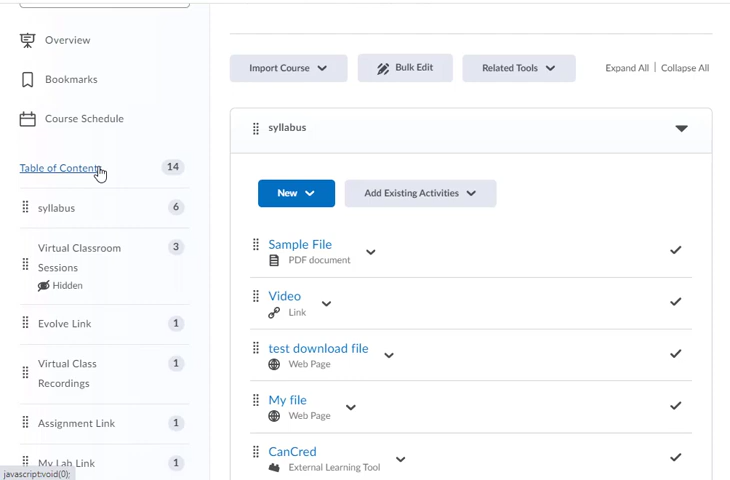 Overview
Bookmarks
Course Schedule
Table of Contents 14
syllabus 6
Virtual Classroom 3
Sessions
Hidden
Evolve Link 1
Virtual Class 1
Recordings
Assignment Link 1
My Lab Link 1
javascript:void(0);
Import Course Bulk Edit Related Tools Expand All | Collapse All
syllabus
New Add Existing Activities
Sample File
PDF document
Video
Link
test download file
Web Page
My file
Web Page
CanCred
External Learning Tool